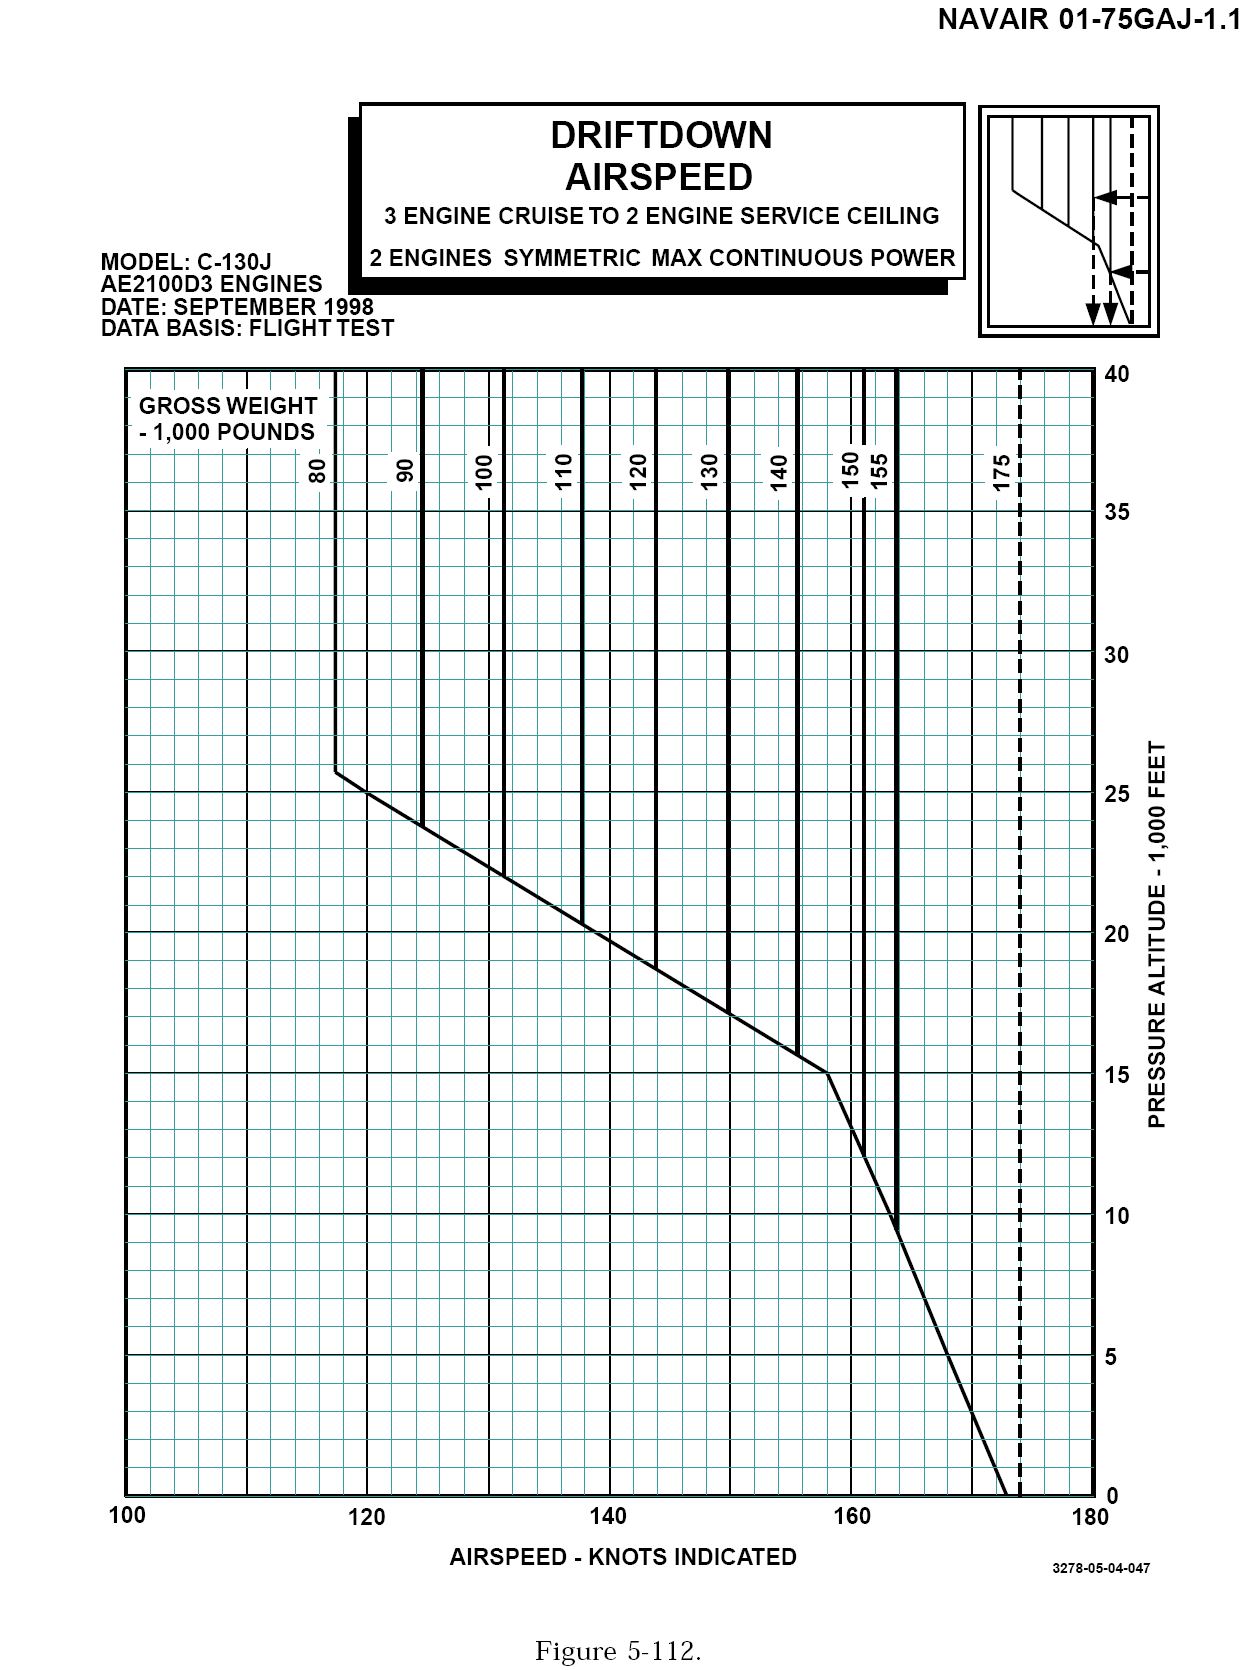 NAVAIR 01-75GAJ-1.1
DRIFTDOWN
AIRSPEED
3 ENGINE CRUISE TO 2 ENGINE SERVICE CEILING
2 ENGINES SYMMETRIC MAX CONTINUOUS POWER
MODEL: C-130J
AE2100D3 ENGINES
DATE: SEPTEMBER 1998
DATA BASIS: FLIGHT TEST
GROSS WEIGHT
- 1,000 POUNDS
80
90
100
110
120
130
140
150
155
175
40
35
30
25
20
15
10
5
0
PRESSURE ALTITUDE - 1,000 FEET
100
120
140
160
180
AIRSPEED - KNOTS INDICATED
3278-05-04-047
Figure 5-112.